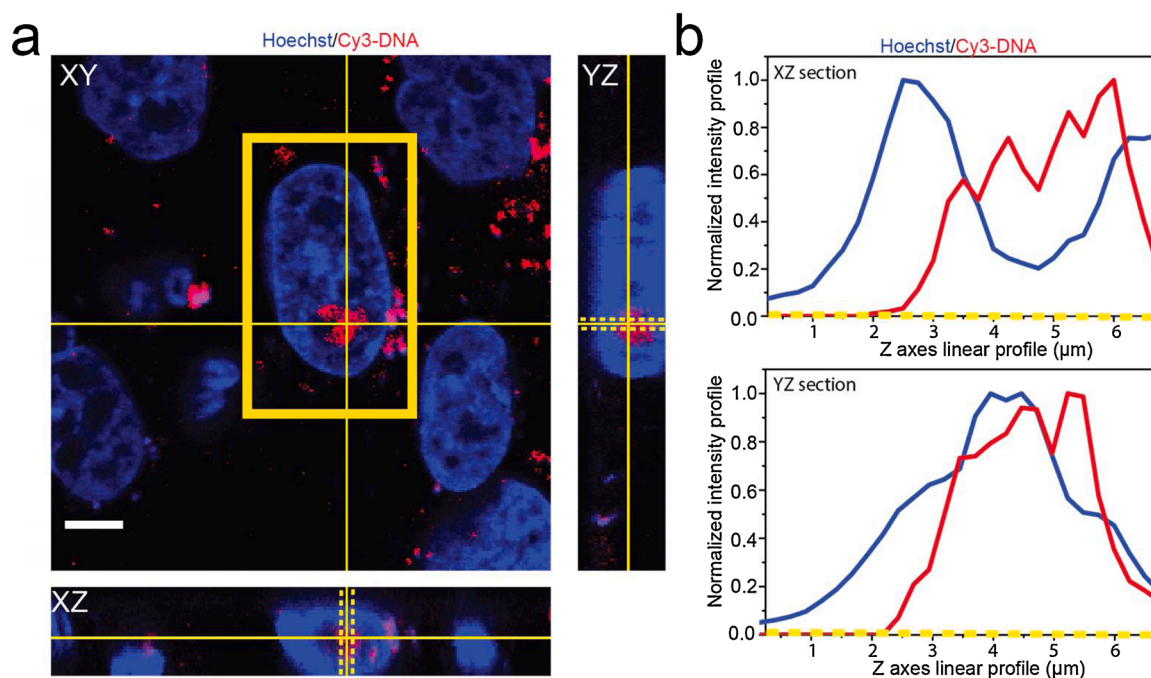 a
Hoechst/Cy3-DNA
XY
YZ
XZ
b
Hoechst/Cy3-DNA
XZ section
Normalized intensity profile
1.0
0.8
0.6
0.4
0.2
0.0
1 2 3 4 5 6
Z axes linear profile (µm)
YZ section
Normalized intensity profile
1.0
0.8
0.6
0.4
0.2
0.0
1 2 3 4 5 6
Z axes linear profile (µm)